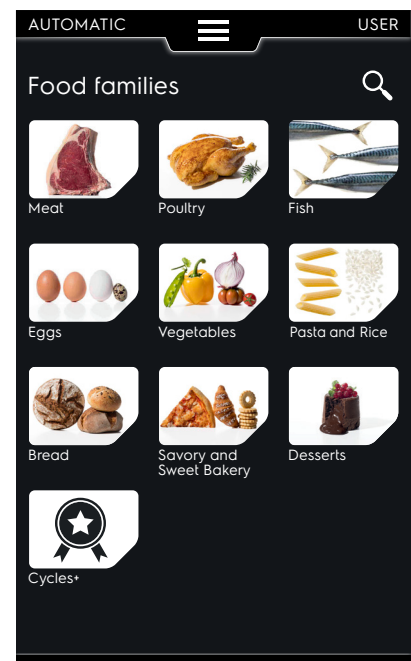 AUTOMATIC
USER
Food families
Meat
Poultry
Fish
Eggs
Vegetables
Pasta and Rice
Bread
Savory and
Sweet Bakery
Desserts
Cycles+